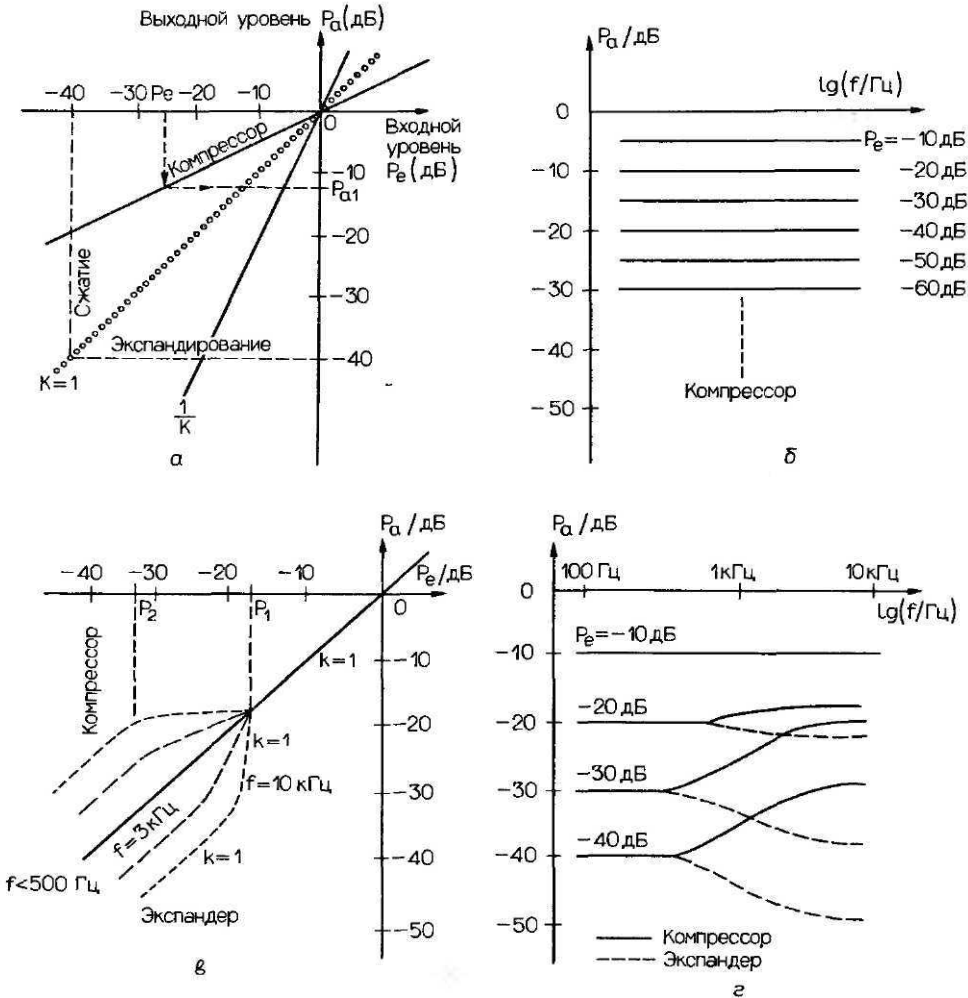 Выходной уровень Pa(дБ)
-40 -30 Pe -20 -10
0
Входной
уровень
Pe(дБ)
Компрессор
-10
Pa1
-20
Сжатие
-30
Экспандирование
-40
K=1
1/K
а
Pa/дБ
lg(f/Гц)
0
Pe=-10дБ
-10
-20дБ
-30дБ
-20
-40дБ
-50дБ
-30
-60дБ
-40
Компрессор
-50
б
Pa/дБ
-40 -30 -20 -10
Pe/дБ
P2
P1
0
Компрессор
k=1
-10
-20
k=1
f=10кГц
-30
f=3кГц
k=1
-40
f<500 Гц
Экспандер
-50
в
Pa/дБ
100 Гц
1кГц
10кГц
0
lg(f/Гц)
Pe=-10дБ
-10
-20дБ
-20
-30дБ
-30
-40дБ
-40
-50
Компрессор
Экспандер
г